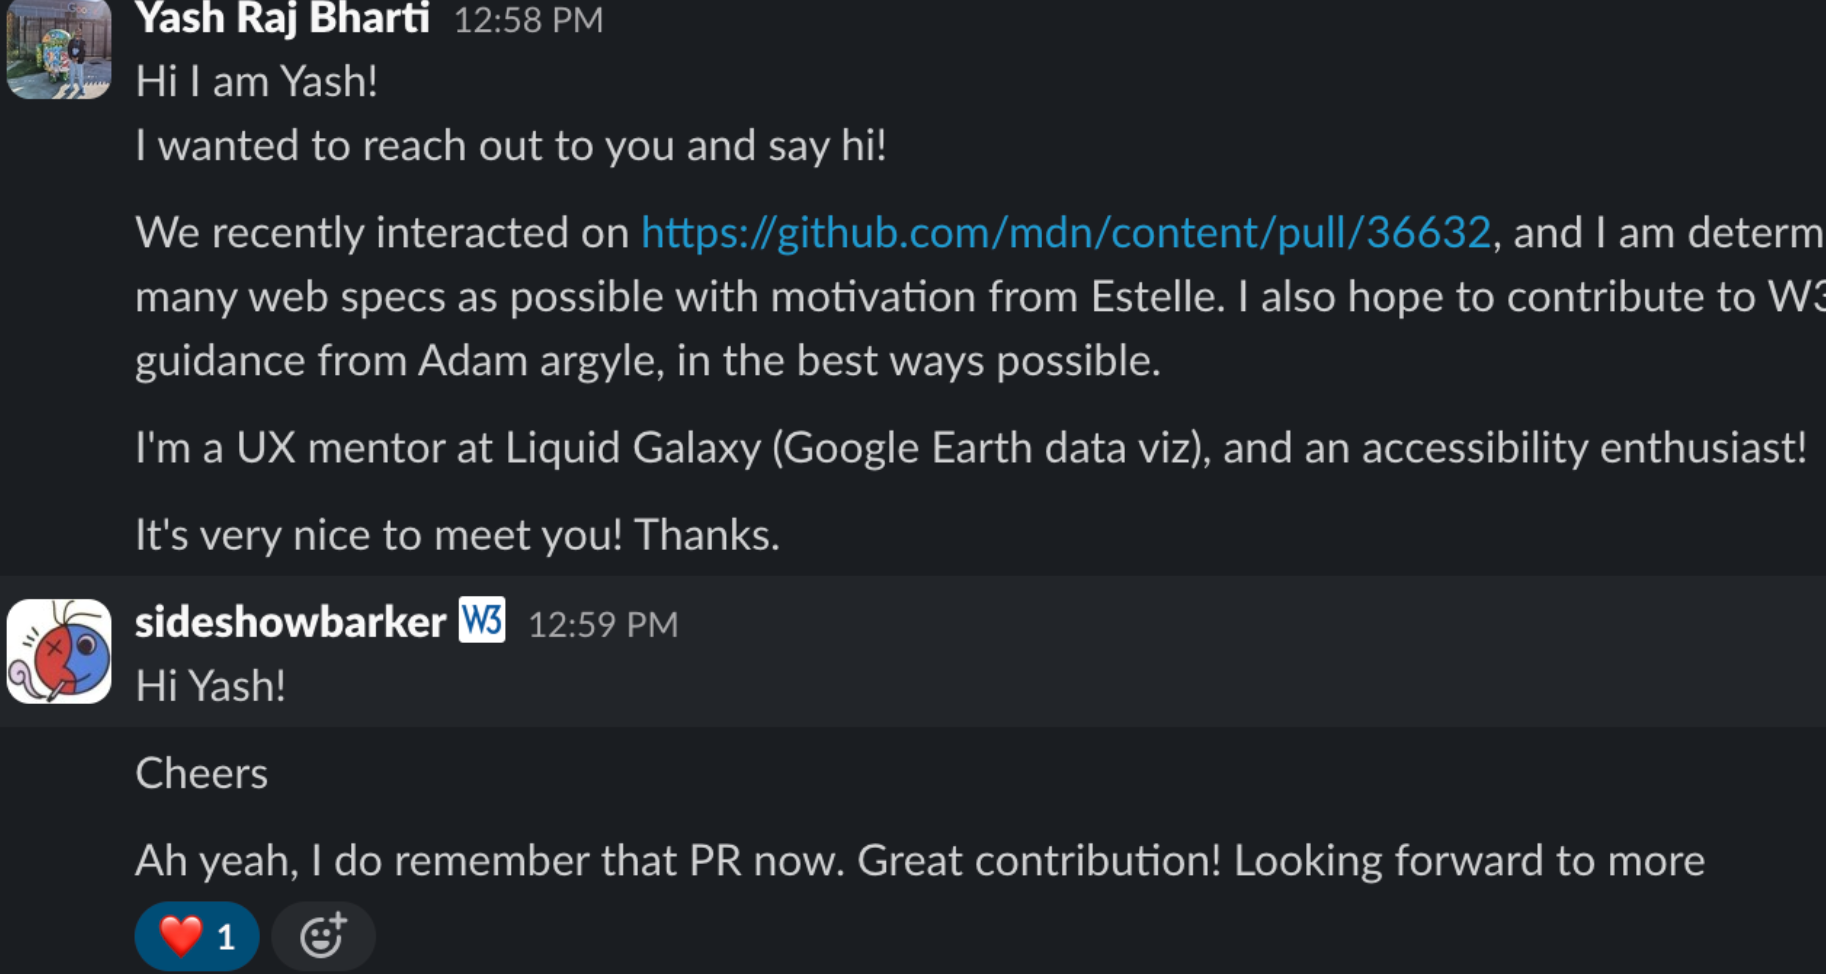 Yash Raj Bharti 12:58 PM
Hi I am Yash!
I wanted to reach out to you and say hi!
We recently interacted on https://github.com/mdn/content/pull/36632, and I am determ
many web specs as possible with motivation from Estelle. I also hope to contribute to W3
guidance from Adam argyle, in the best ways possible.
I'm a UX mentor at Liquid Galaxy (Google Earth data viz), and an accessibility enthusiast!
It's very nice to meet you! Thanks.
sideshowbarker W3 12:59 PM
Hi Yash!
Cheers
Ah yeah, I do remember that PR now. Great contribution! Looking forward to more
1